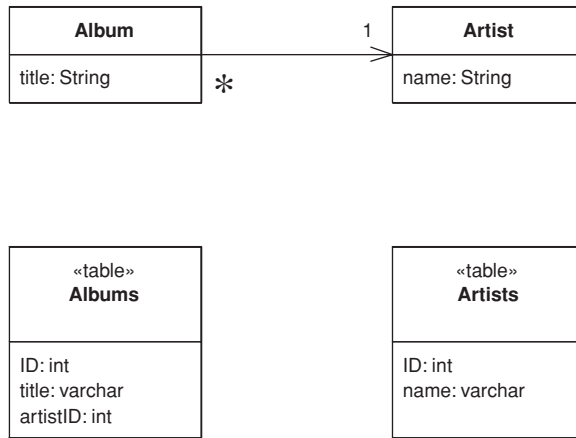 Album
title: String
*
1
Artist
name: String
«table»
Albums
ID: int
title: varchar
artistID: int
«table»
Artists
ID: int
name: varchar